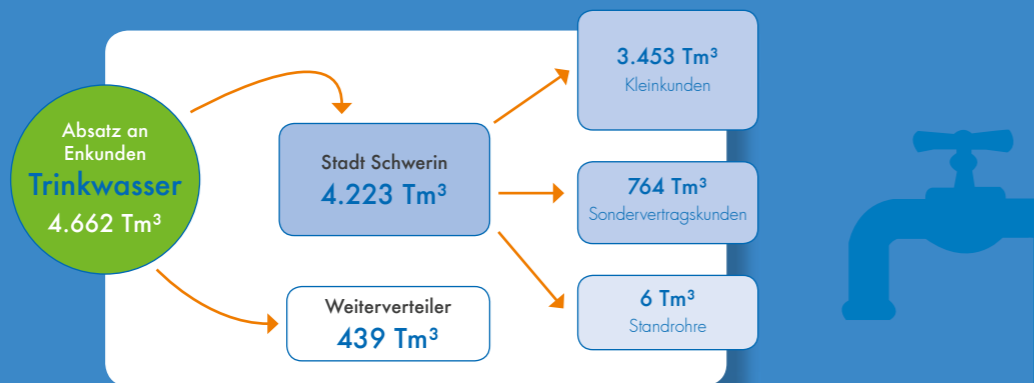 Absatz an
Enkunden
Trinkwasser
4.662 Tm³
Stadt Schwerin
4.223 Tm³
Weiterverteiler
439 Tm³
3.453 Tm³
Kleinkunden
764 Tm³
Sondervertragskunden
6 Tm³
Standrohre